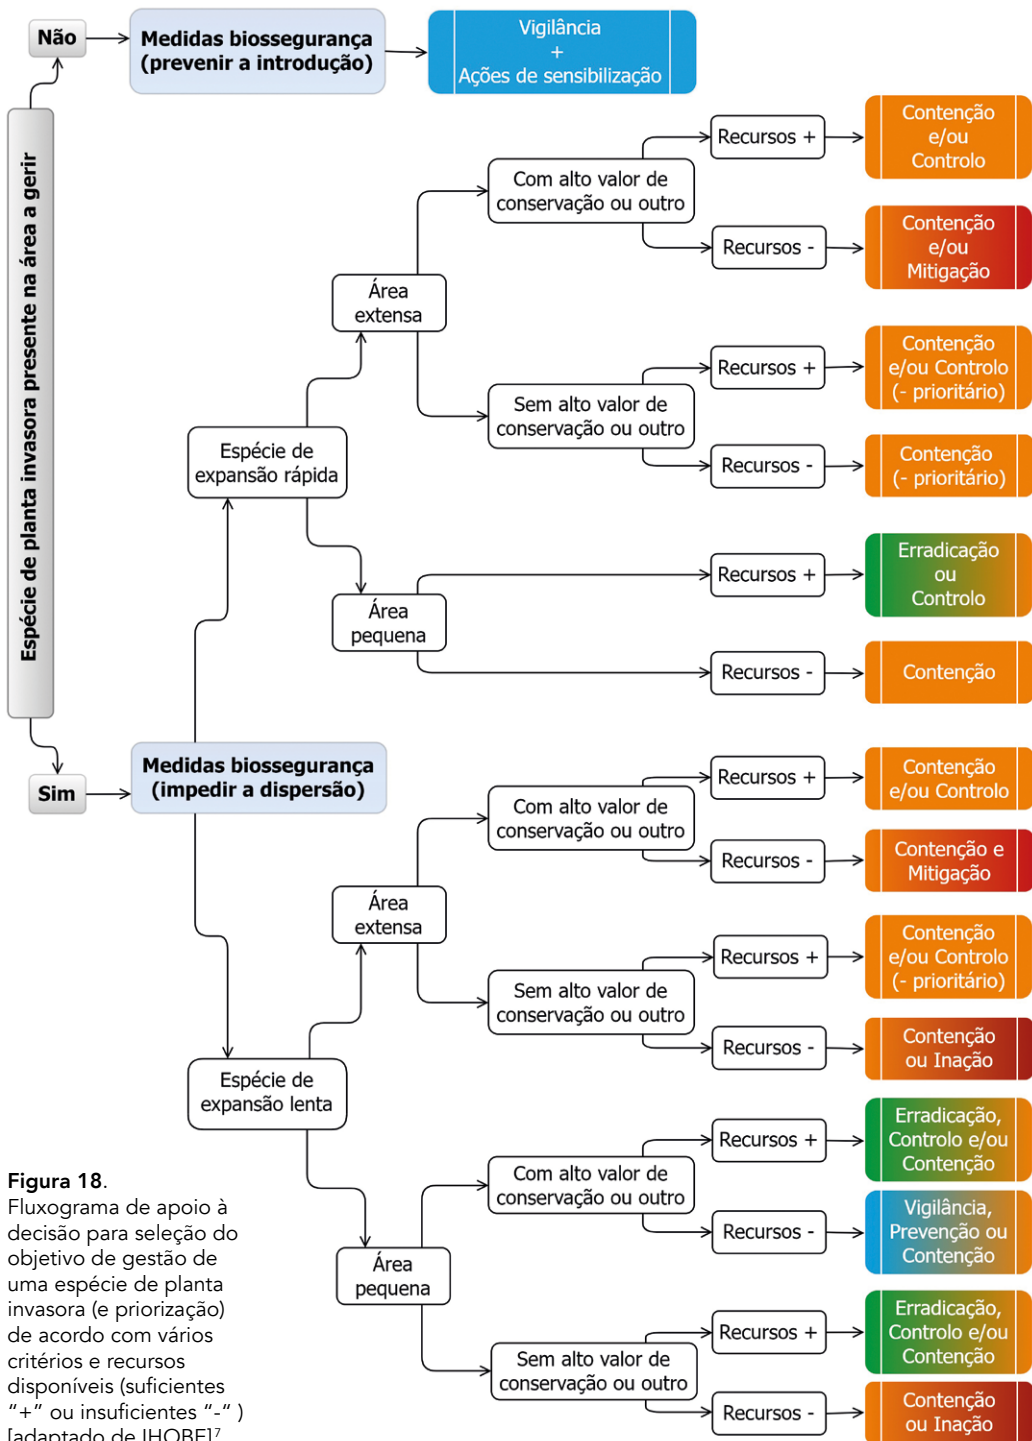 Não
Medidas biossegurança
(prevenir a introdução)
Vigilância
+
Ações de sensibilização
Espécie de planta invasora presente na área a gerir
Sim
Medidas biossegurança
(impedir a dispersão)
Espécie de
expansão rápida
Área
extensa
Com alto valor de
conservação ou outro
Recursos +
Contenção
e/ou
Controlo
Recursos -
Contenção
e/ou
Mitigação
Sem alto valor de
conservação ou outro
Recursos +
Contenção
e/ou Controlo
(- prioritário)
Recursos -
Contenção
(- prioritário)
Área
pequena
Recursos +
Erradicação
ou
Controlo
Recursos -
Contenção
Espécie de
expansão lenta
Área
extensa
Com alto valor de
conservação ou outro
Recursos +
Contenção
e/ou Controlo
Recursos -
Contenção e
Mitigação
Sem alto valor de
conservação ou outro
Recursos +
Contenção
e/ou Controlo
(- prioritário)
Recursos -
Contenção
ou Inação
Área
pequena
Com alto valor de
conservação ou outro
Recursos +
Erradicação,
Controlo e/ou
Contenção
Recursos -
Vigilância,
Prevenção ou
Contenção
Sem alto valor de
conservação ou outro
Recursos +
Erradicação,
Controlo e/ou
Contenção
Recursos -
Contenção
ou Inação
Figura 18.
Fluxograma de apoio à
decisão para seleção do
objetivo de gestão de
uma espécie de planta
invasora (e priorização)
de acordo com vários
critérios e recursos
disponíveis (suficientes
"+" ou insuficientes "-" )
[adaptado de IHOBE]7